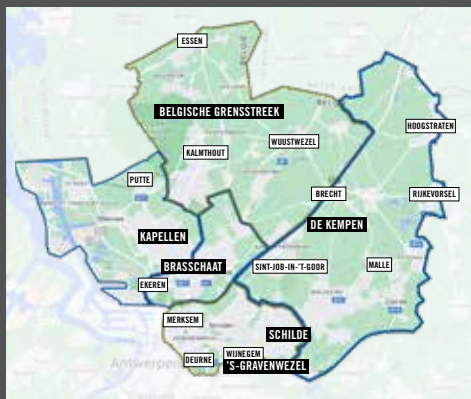 ESSEN
BELGISCHE GRENSSTREEK
HOOGSTRATEN
WUUSTWEZEL
KALMTHOUT
PUTTE
BRECHT
RIJKEVORSEL
DE KEMPEN
KAPELLEN
BRASSCHAAT
SINT-JOB-IN-'T-GOOR
MALLE
EKEREN
MERKSEM
SCHILDE
WIJNEGEM
DEURNE
'S-GRAVENWEZEL
Antwerpen